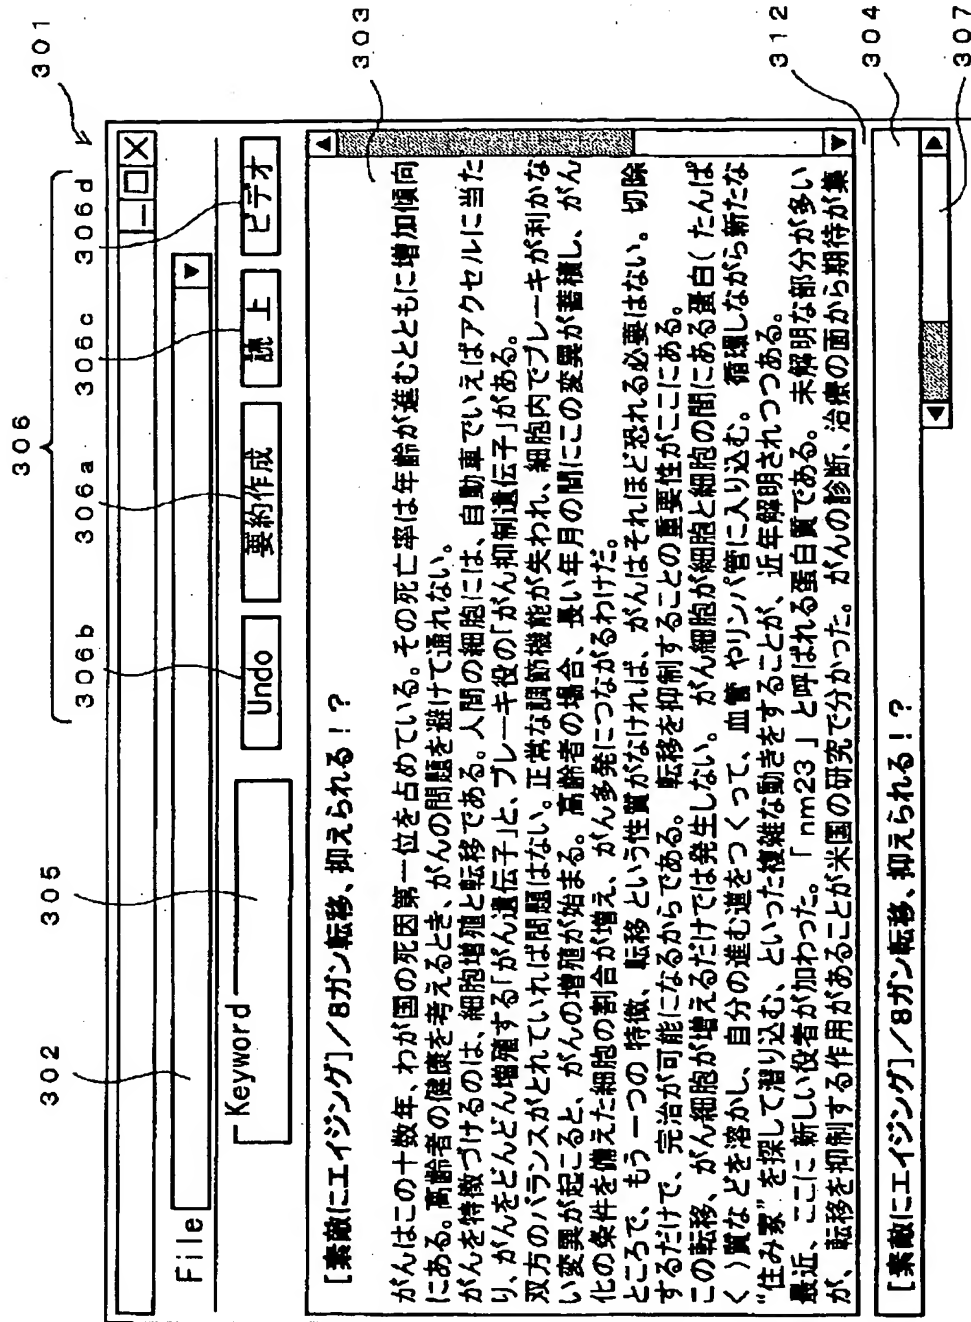 306
302 305 306b 306a 306c 306d 301
File
Keyword
Undo 要約作成 読 上 ビデオ
[素敵にエイジング]/8ガン転移、抑えられる!?
がんはこの十数年、わが国の死因第一位を占めている。その死亡率は年齢が進むとともに増加傾向
にある。高齢者の健康を考えるとき、がんの問題を避けて通れない。
がんを特徴づけるのは、細胞増殖と転移である。人間の細胞には、自動車でいえばアクセルに当た
り、がんをどんどん増殖する「がん遺伝子」と、ブレーキ役の「がん抑制遺伝子」がある。
双方のバランスがとれていれば問題はない。正常な調節機能が失われ、細胞内でブレーキが利かな
い変異が起こると、がんの増殖が始まる。高齢者の場合、長い年月の間にこの変異が蓄積し、がん
化の条件を備えた細胞の割合が増え、がん多発につながるわけだ。
ところで、もう一つの 特徴、転移 という性質がなければ、がんはそれほど恐れる必要はない。切除
するだけで、完治が可能になるからである。 転移を抑制することの重要性がここにある。
この転移、がん細胞が増えるだけでは発生しない。 がん細胞が細胞と細胞の間にある蛋白(たんぱ
く)質などを溶かし、自分の進む道をつくって、血管 やリンパ管に入り込む。 循環しながら新たな
“住み家”を探して潜り込む、といった複雑な動きをすることが、近年解明されつつある。
最近、ここに 新しい役者が加わった。「nm23」と呼ばれる蛋白質である。 未解明な部分が多い
が、 転移を抑制する作用があることが米国の研究で分かった。がんの診断、治療の面から期待が集
[素敵にエイジング]/8ガン転移、抑えられる!?
303
312
304
307